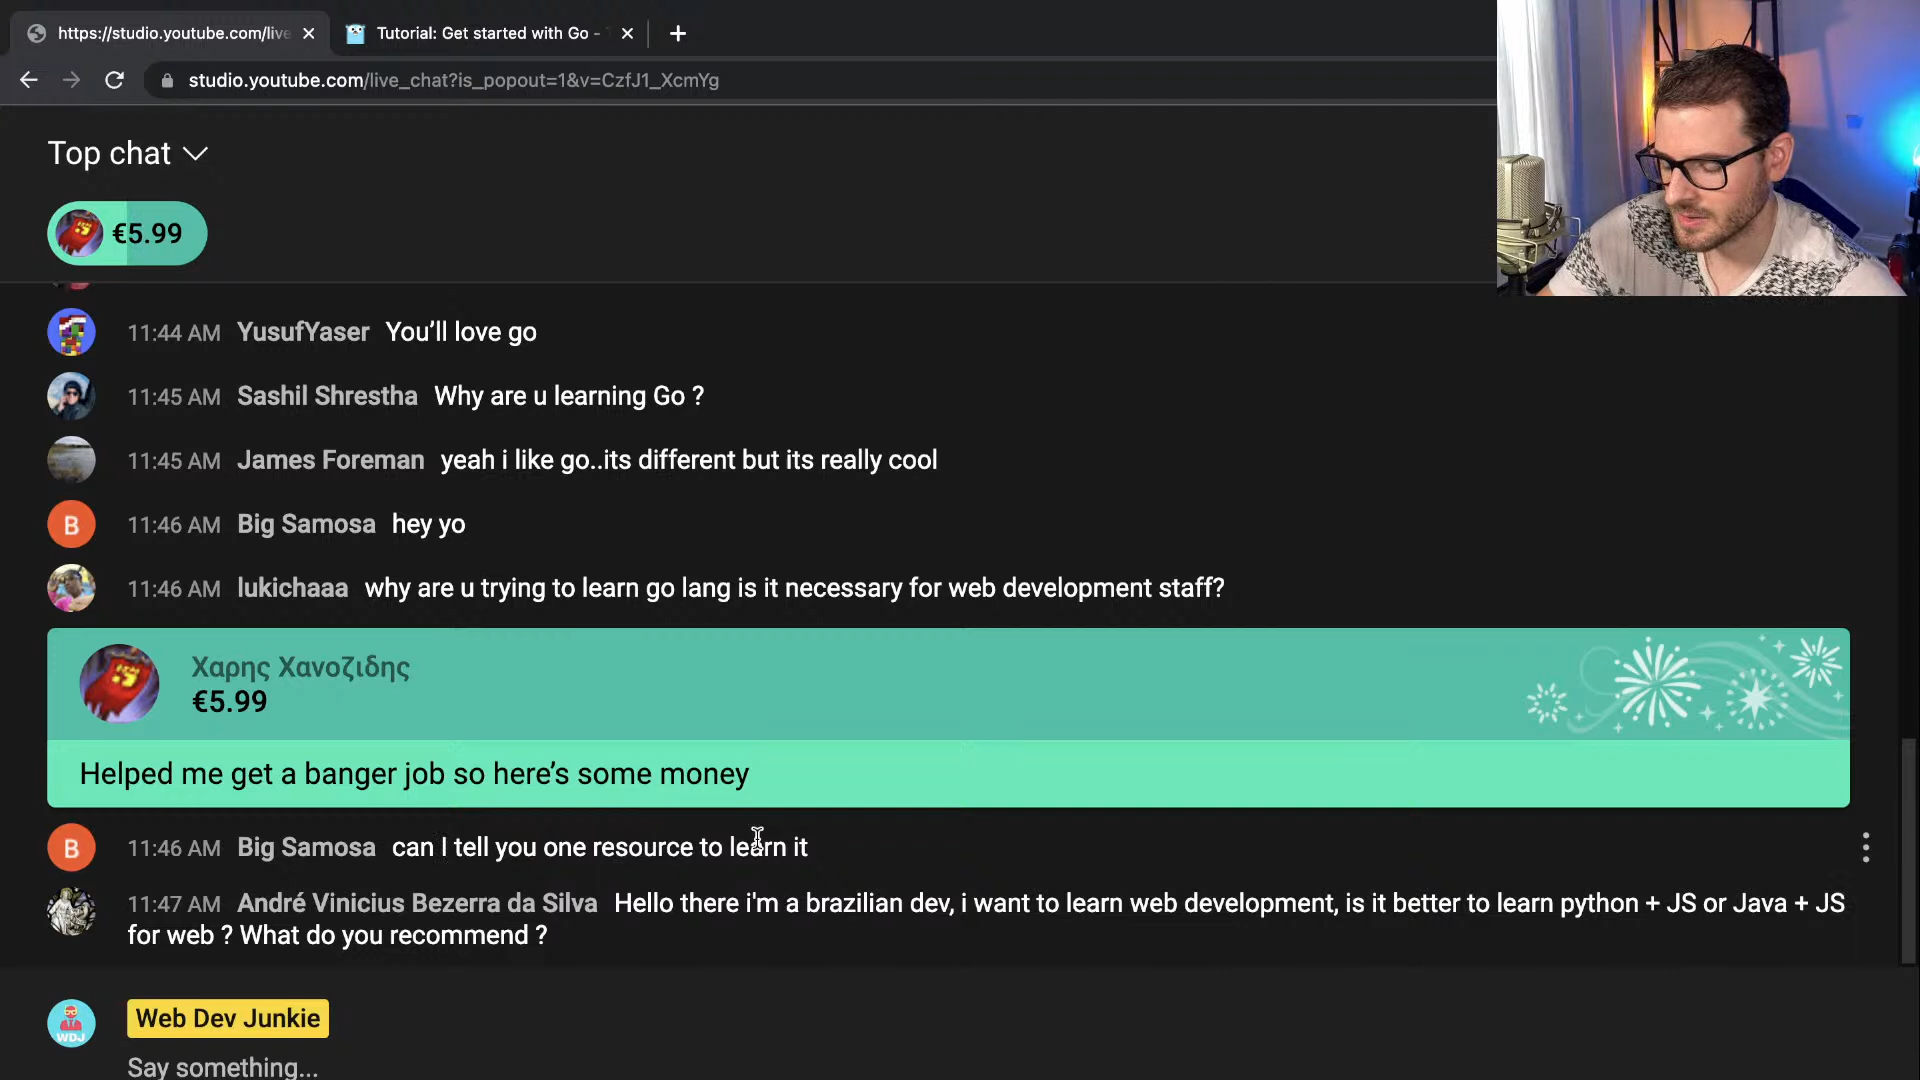 https://studio.youtube.com/live
Tutorial: Get started with Go -
studio.youtube.com/live_chat?is_popout=1&v=CzfJ1_XcmYg
Top chat
€5.99
11:44 AM YusufYaser You’ll love go
11:45 AM Sashil Shrestha Why are u learning Go ?
11:45 AM James Foreman yeah i like go..its different but its really cool
B 11:46 AM Big Samosa hey yo
11:46 AM lukichaaa why are u trying to learn go lang is it necessary for web development staff?
Χαρης Χανοζιδης
€5.99
Helped me get a banger job so here’s some money
B 11:46 AM Big Samosa can I tell you one resource to learn it
11:47 AM André Vinicius Bezerra da Silva Hello there i'm a brazilian dev, i want to learn web development, is it better to learn python + JS or Java + JS
for web ? What do you recommend ?
WDJ Web Dev Junkie
Say something...